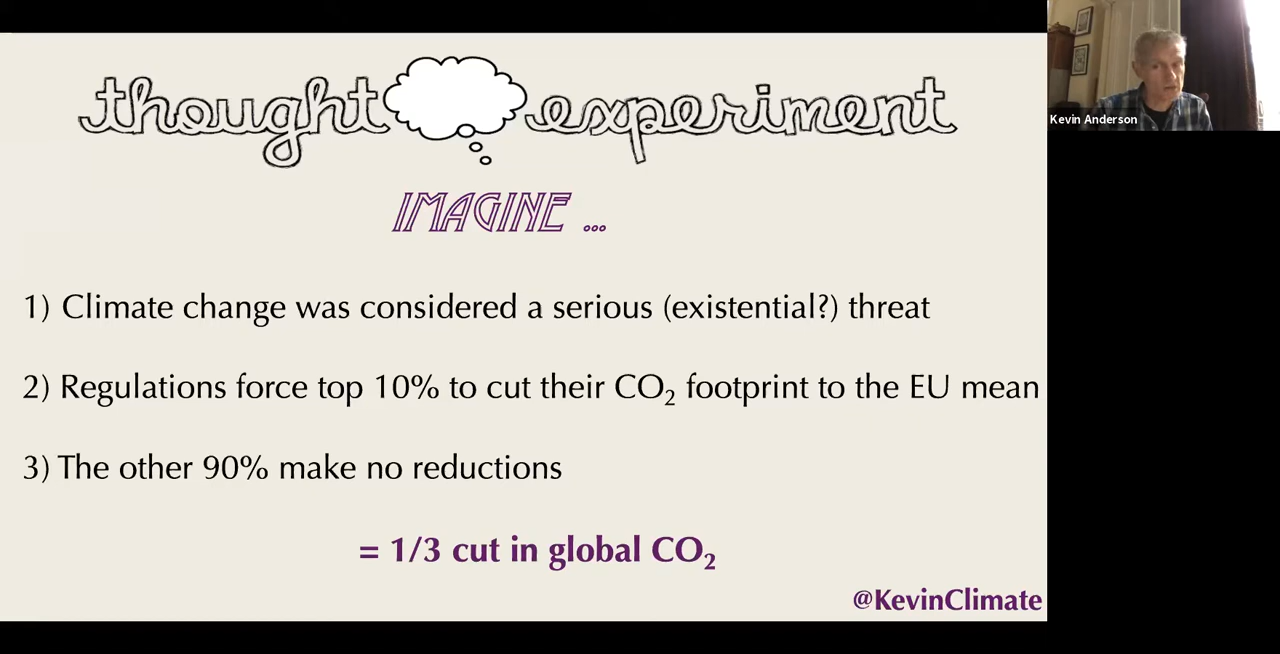 thought experiment
IMAGINE ...
1) Climate change was considered a serious (existential?) threat
2) Regulations force top 10% to cut their CO₂ footprint to the EU mean
3) The other 90% make no reductions
= 1/3 cut in global CO₂
@KevinClimate
Kevin Anderson